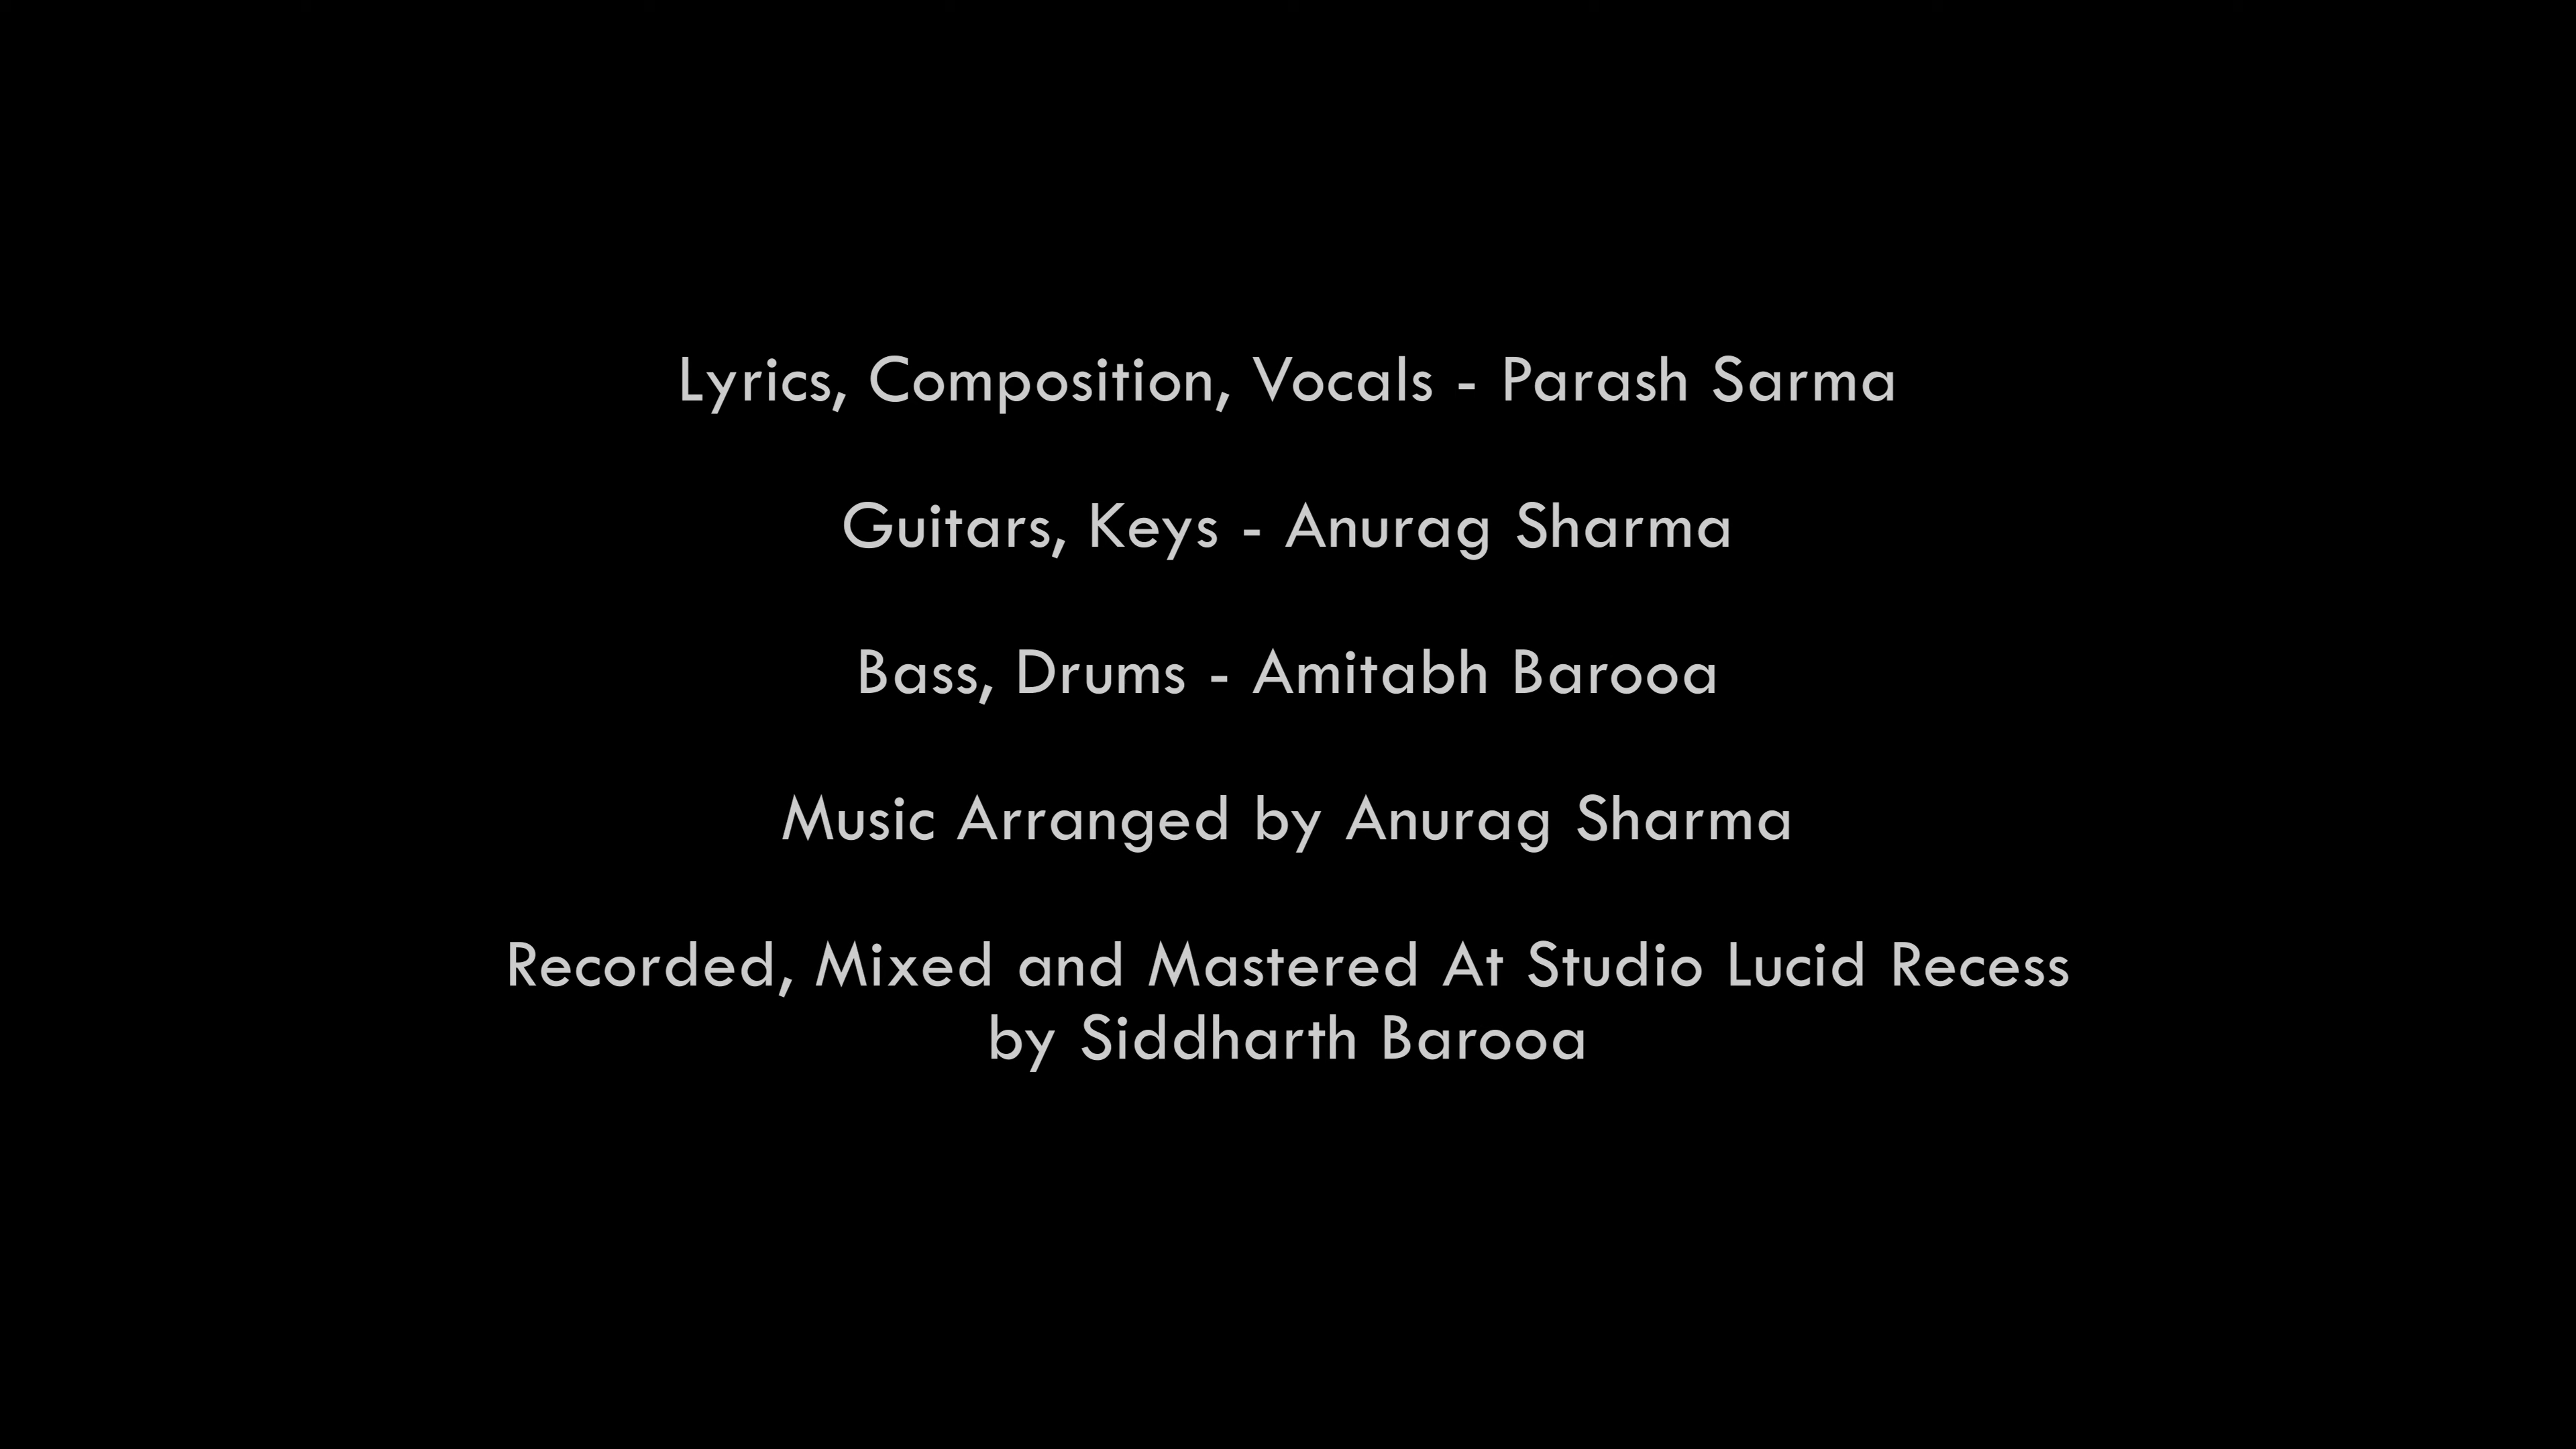 Lyrics, Composition, Vocals - Parash Sarma
Guitars, Keys - Anurag Sharma
Bass, Drums - Amitabh Barooa
Music Arranged by Anurag Sharma
Recorded, Mixed and Mastered At Studio Lucid Recess
by Siddharth Barooa